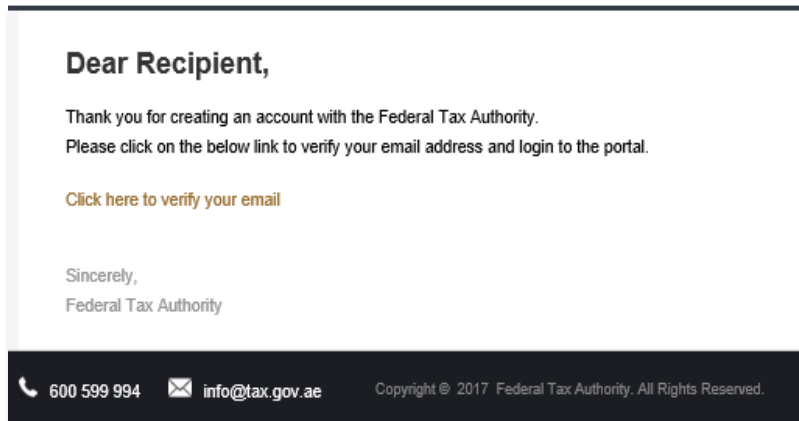 Dear Recipient,
Thank you for creating an account with the Federal Tax Authority.
Please click on the below link to verify your email address and login to the portal.
Click here to verify your email
Sincerely,
Federal Tax Authority
600 599 994 info@tax.gov.ae Copyright © 2017 Federal Tax Authority. All Rights Reserved.